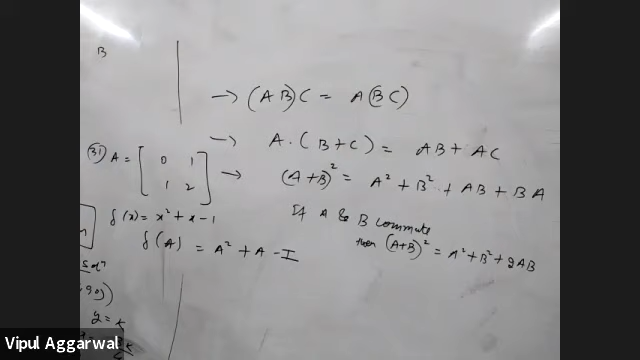 B
→ (AB)C = A(BC)
→ A.(B+C) = AB + AC
(31) A = [ 0 1
1 2 ]
→ (A+B)² = A² + B² + AB + BA
f(x) = x² + x - 1
f(A) = A² + A - I
If A & B commute
then (A+B)² = A² + B² + 2AB
y = k
Vipul Aggarwal